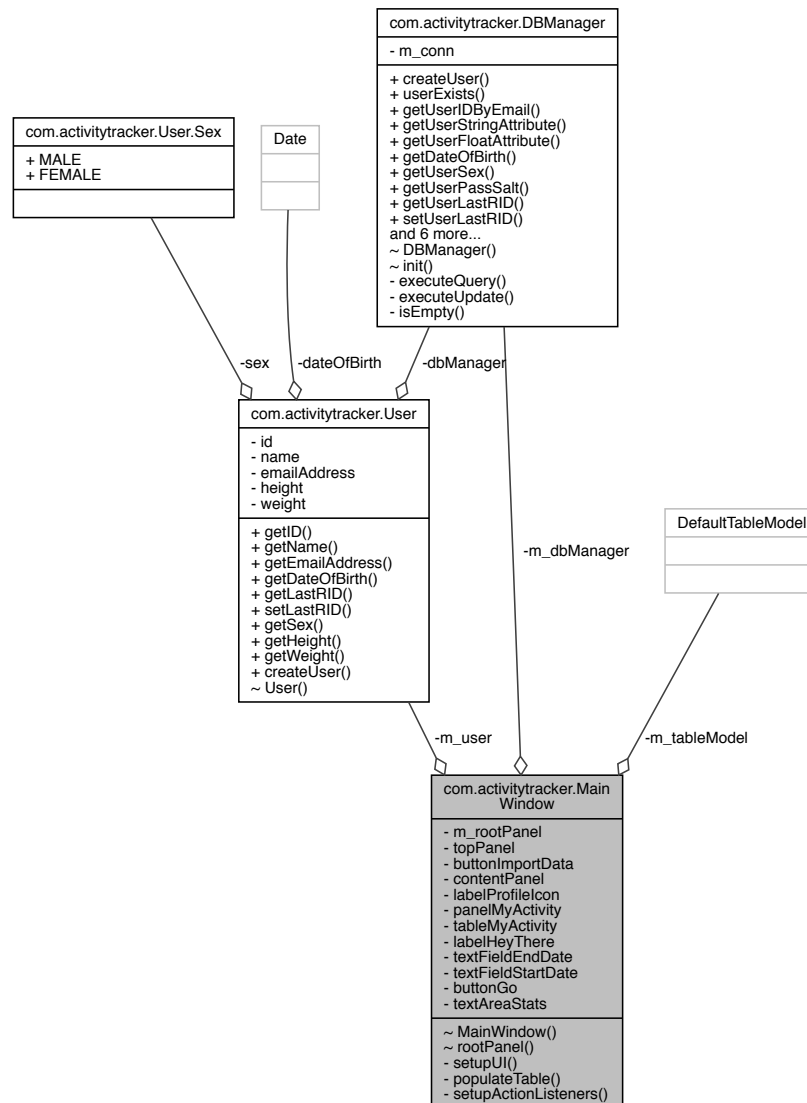 com.activitytracker.DBManager
- m_conn
+ createUser()
+ userExists()
+ getUserIDByEmail()
+ getUserStringAttribute()
+ getUserFloatAttribute()
+ getDateOfBirth()
+ getUserSex()
+ getUserPassSalt()
+ getUserLastRID()
+ setUserLastRID()
and 6 more...
~ DBManager()
~ init()
- executeQuery()
- executeUpdate()
- isEmpty()
com.activitytracker.User.Sex
+ MALE
+ FEMALE
Date
-sex
-dateOfBirth
-dbManager
com.activitytracker.User
- id
- name
- emailAddress
- height
- weight
+ getID()
+ getName()
+ getEmailAddress()
+ getDateOfBirth()
+ getLastRID()
+ setLastRID()
+ getSex()
+ getHeight()
+ getWeight()
+ createUser()
~ User()
DefaultTableModel
-m_dbManager
-m_user
-m_tableModel
com.activitytracker.Main
Window
- m_rootPanel
- topPanel
- buttonImportData
- contentPanel
- labelProfileIcon
- panelMyActivity
- tableMyActivity
- labelHeyThere
- textFieldEndDate
- textFieldStartDate
- buttonGo
- textAreaStats
~ MainWindow()
~ rootPanel()
- setupUI()
- populateTable()
- setupActionListeners()